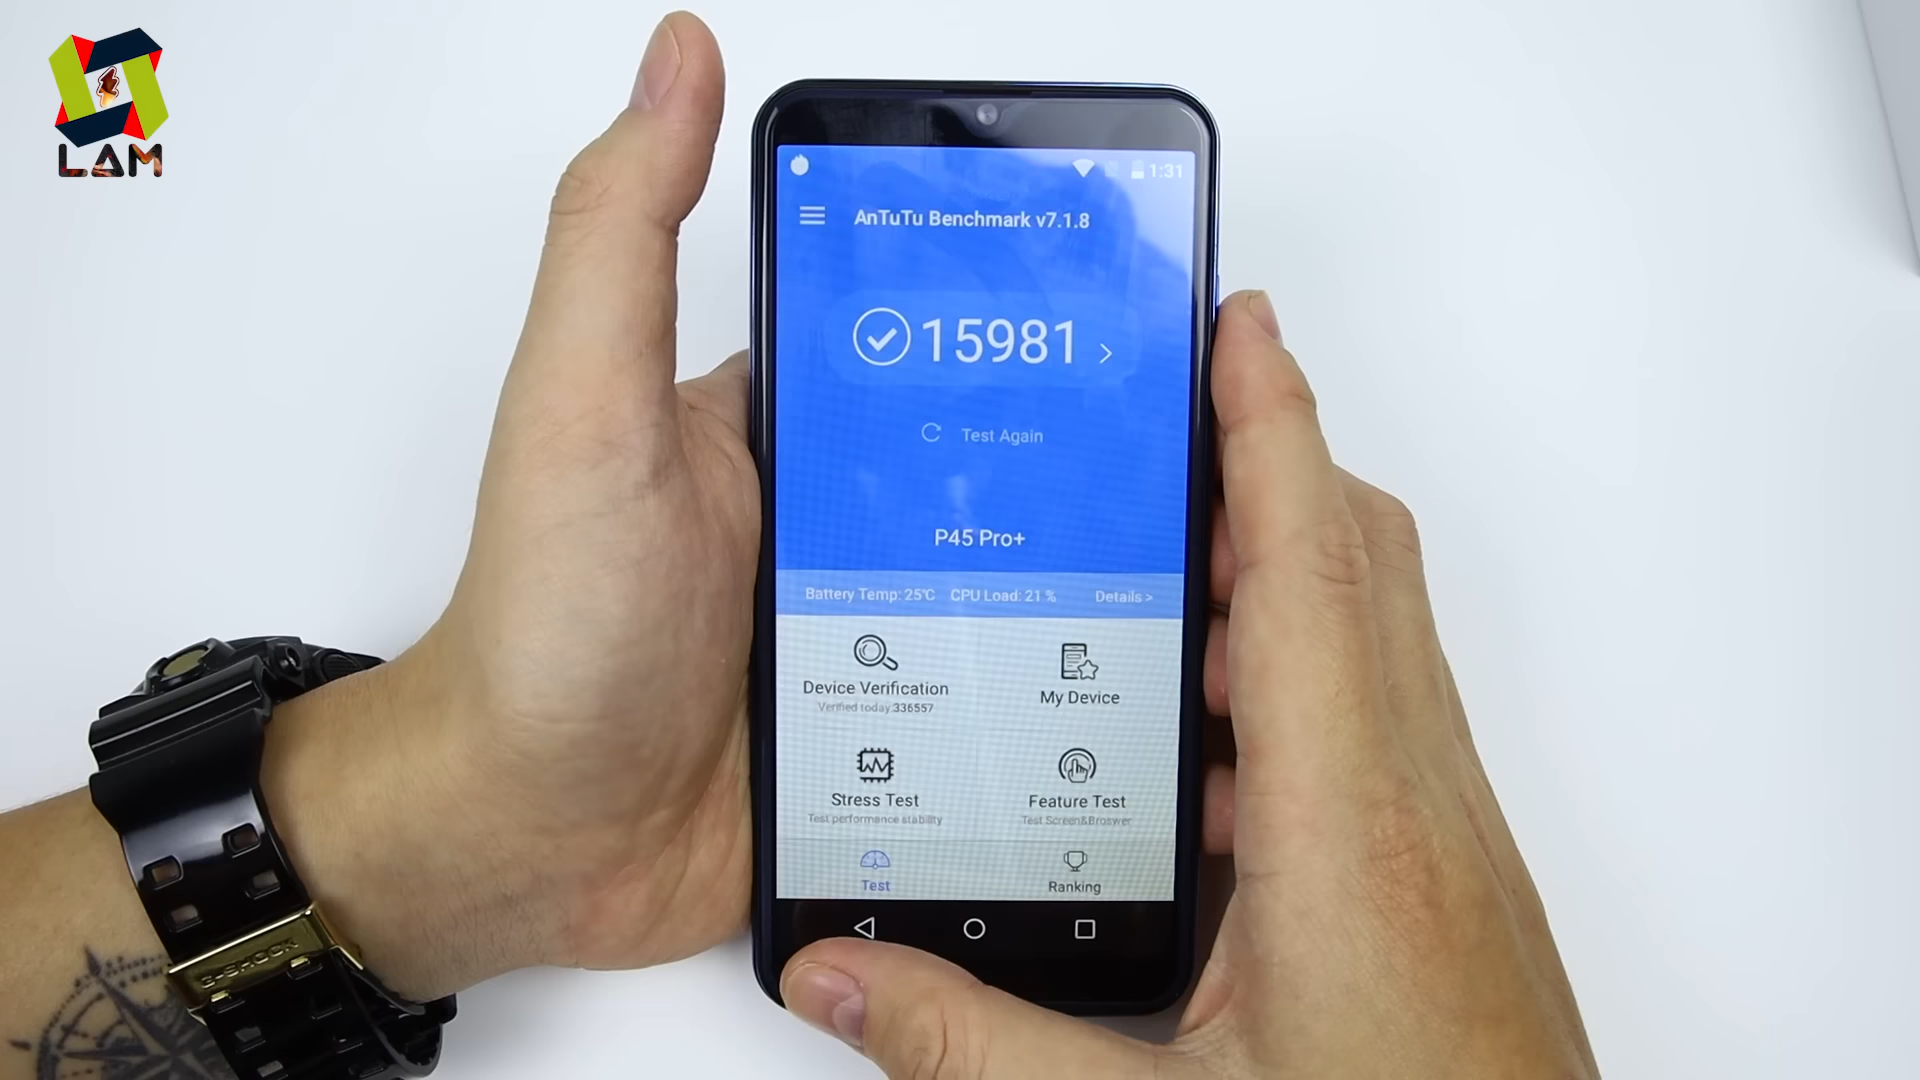 LAM
1:31
AnTuTu Benchmark v7.1.8
15981
Test Again
P45 Pro+
Battery Temp: 25℃ CPU Load: 21 % Details >
Device Verification
Verified today:336557
My Device
Stress Test
Test performance stability
Feature Test
Test Screen&Broswer
Test
Ranking
G-SHOCK